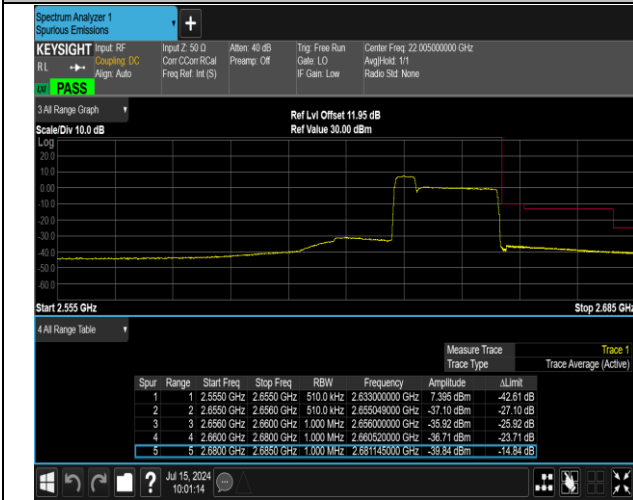 Spectrum Analyzer 1
Spurious Emissions
KEYSIGHT Input: RF Input Z: 50 Ω Atten: 40 dB Trig: Free Run Center Freq: 22.005000000 GHz
RL Coupling: DC Corr CCorr RCal Preamp: Off Gate: LO Avg|Hold: 1/1
Align: Auto Freq Ref: Int (S) IF Gain: Low Radio Std: None
PASS
3 All Range Graph
Ref Lvl Offset 11.95 dB
Scale/Div 10.0 dB Ref Value 30.00 dBm
Log
20.0
10.0
0.00
-10.0
-20.0
-30.0
-40.0
-50.0
-60.0
Start 2.555 GHz Stop 2.685 GHz
4 All Range Table
Measure Trace Trace 1
Trace Type Trace Average (Active)
Spur Range Start Freq Stop Freq RBW Frequency Amplitude ΔLimit
1 1 2.5550 GHz 2.6550 GHz 510.0 kHz 2.633000000 GHz 7.395 dBm -42.61 dB
2 2 2.6550 GHz 2.6560 GHz 510.0 kHz 2.655049000 GHz -37.10 dBm -27.10 dB
3 3 2.6560 GHz 2.6600 GHz 1.000 MHz 2.656000000 GHz -35.92 dBm -25.92 dB
4 4 2.6600 GHz 2.6800 GHz 1.000 MHz 2.660520000 GHz -36.71 dBm -23.71 dB
5 5 2.6800 GHz 2.6850 GHz 1.000 MHz 2.681145000 GHz -39.84 dBm -14.84 dB
Jul 15, 2024
10:01:14